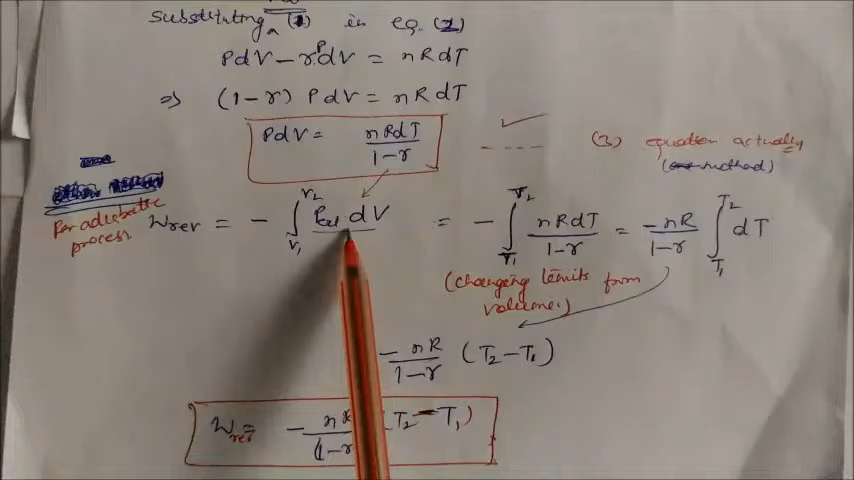 substituting (1) in eq. (2)
PdV - γPdV = nRdT
⇒ (1-γ) PdV = nRdT
PdV = nRdT / 1-γ ------ (3) equation actually
(method)
For adiabatic process
Wrev = - ∫_{V1}^{V2} Pext dV = - ∫_{T1}^{T2} nRdT / 1-γ = -nR / 1-γ ∫_{T1}^{T2} dT
(changing limits from
volume.)
- nR / 1-γ (T2 - T1)
Wrev = - nR / (1-γ) (T2 - T1)